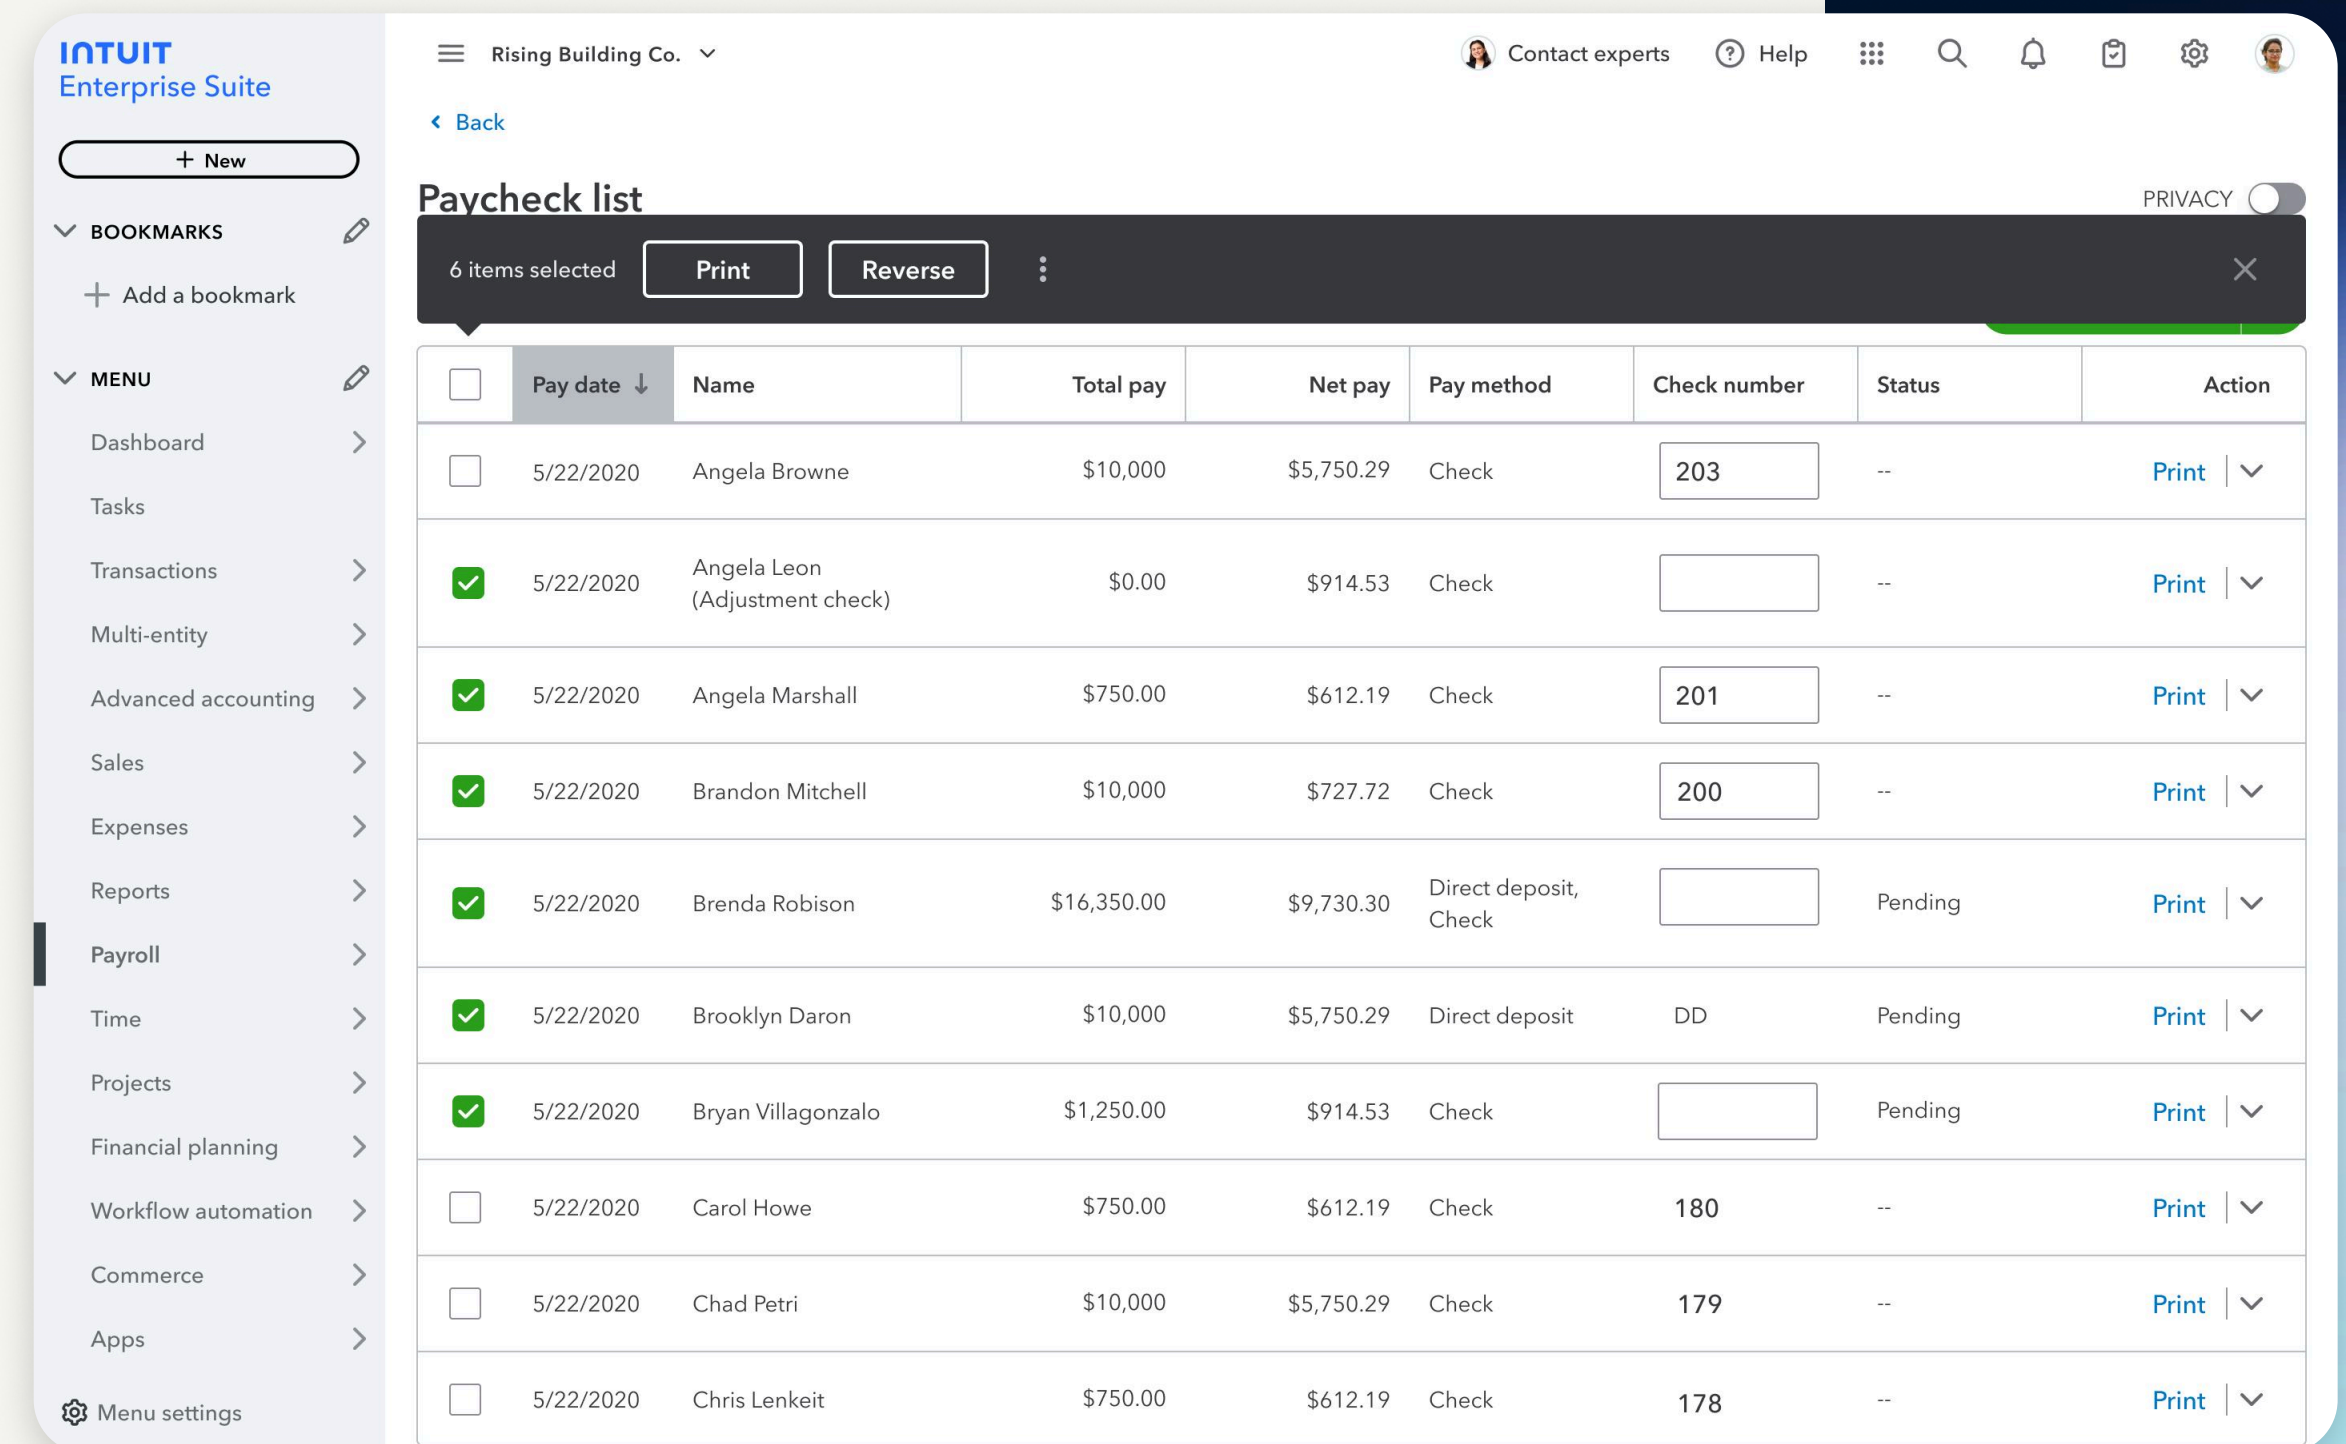 INTUIT
Enterprise Suite
+ New
BOOKMARKS
Add a bookmark
MENU
Dashboard
Tasks
Transactions
Multi-entity
Advanced accounting
Sales
Expenses
Reports
Payroll
Time
Projects
Financial planning
Workflow automation
Commerce
Apps
Menu settings
Rising Building Co.
Contact experts
Help
Back
Paycheck list
PRIVACY
6 items selected Print Reverse
Pay date Name Total pay Net pay Pay method Check number Status Action
5/22/2020 Angela Browne $10,000 $5,750.29 Check 203 -- Print
5/22/2020 Angela Leon
(Adjustment check) $0.00 $914.53 Check -- Print
5/22/2020 Angela Marshall $750.00 $612.19 Check 201 -- Print
5/22/2020 Brandon Mitchell $10,000 $727.72 Check 200 -- Print
5/22/2020 Brenda Robison $16,350.00 $9,730.30 Direct deposit,
Check Pending Print
5/22/2020 Brooklyn Daron $10,000 $5,750.29 Direct deposit DD Pending Print
5/22/2020 Bryan Villagonzalo $1,250.00 $914.53 Check Pending Print
5/22/2020 Carol Howe $750.00 $612.19 Check 180 -- Print
5/22/2020 Chad Petri $10,000 $5,750.29 Check 179 -- Print
5/22/2020 Chris Lenkeit $750.00 $612.19 Check 178 -- Print